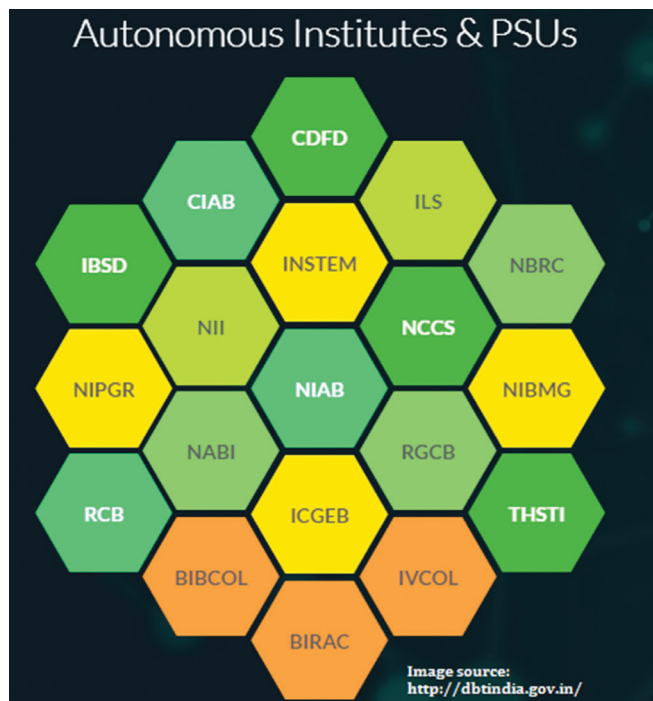 Autonomous Institutes & PSUs
CDFD
CIAB
ILS
IBSD
INSTEM
NBRC
NII
NCCS
NIPGR
NIAB
NIBMG
NABI
RGCB
RCB
ICGEB
THSTI
BIBCOL
IVCOL
BIRAC
Image source:
http://dbtindia.gov.in/